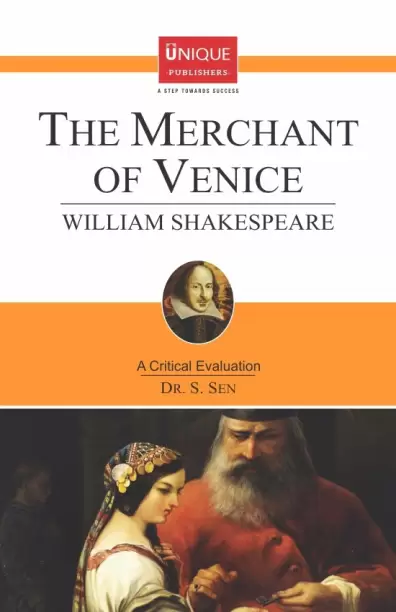 UNIQUE
PUBLISHERS
A STEP TOWARDS SUCCESS
THE MERCHANT
OF VENICE
WILLIAM SHAKESPEARE
A Critical Evaluation
DR. S. SEN